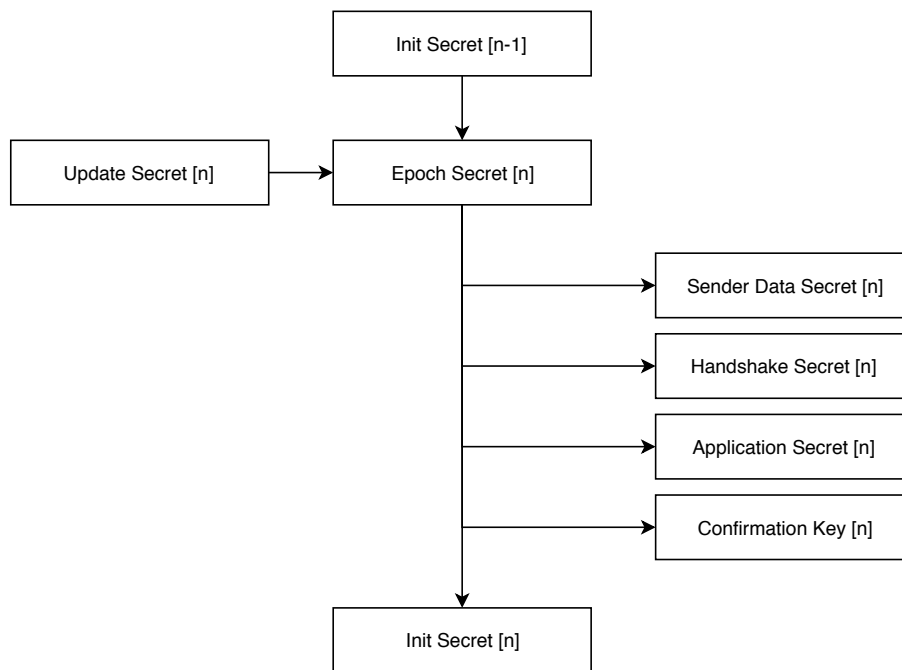 Init Secret [n-1]
Update Secret [n]
Epoch Secret [n]
Sender Data Secret [n]
Handshake Secret [n]
Application Secret [n]
Confirmation Key [n]
Init Secret [n]